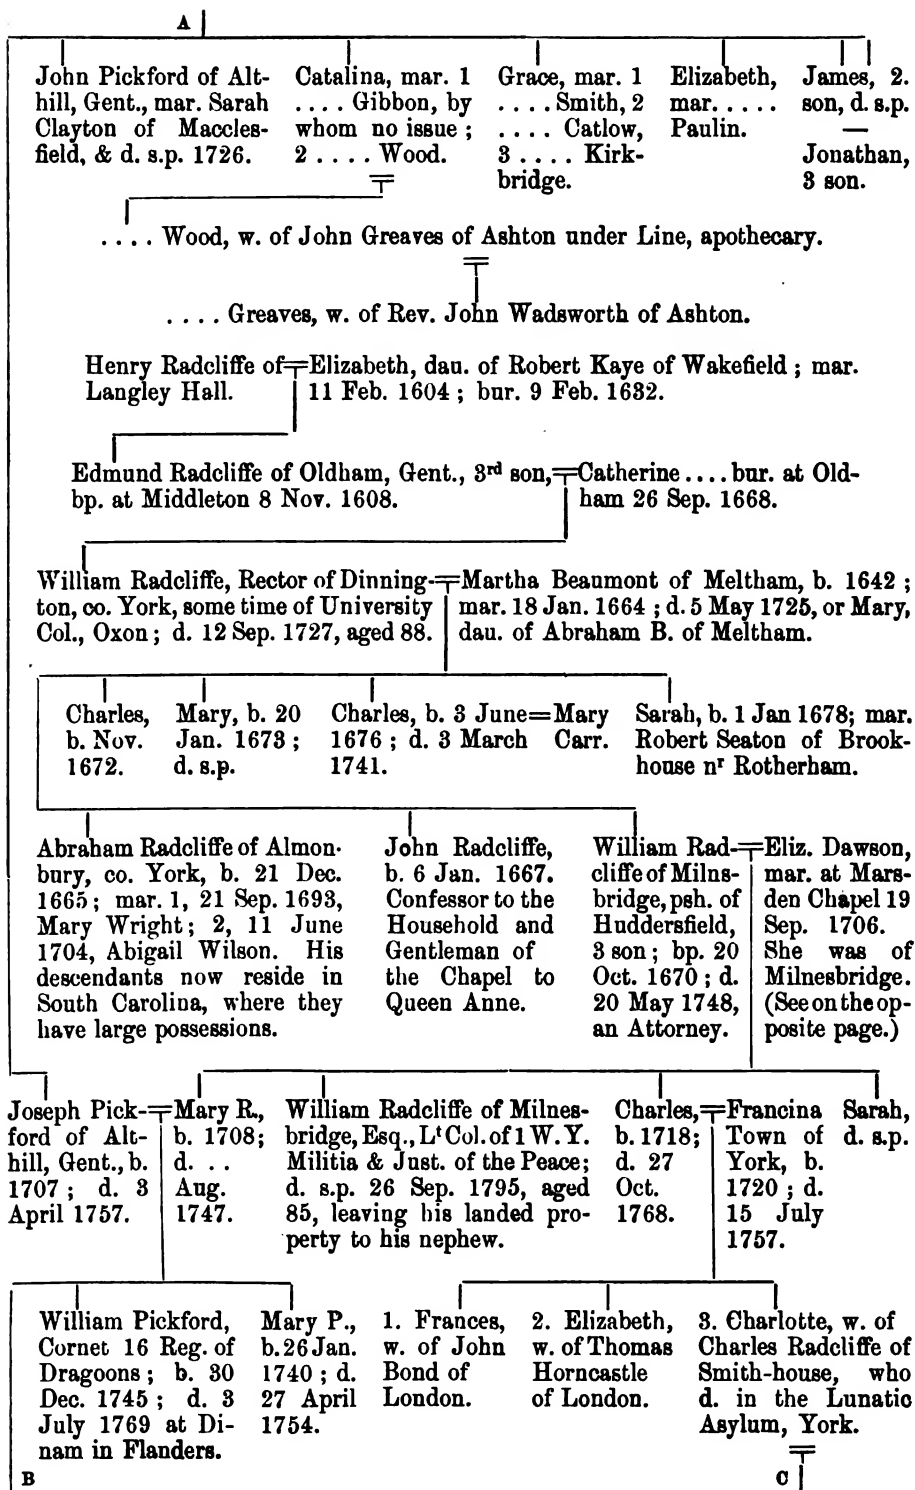 A
John Pickford of Alt-
hill, Gent., mar. Sarah
Clayton of Maccles-
field, & d. s.p. 1726.
Catalina, mar. 1
.... Gibbon, by
whom no issue;
2 .... Wood.
Grace, mar. 1
.... Smith, 2
.... Catlow,
3 .... Kirk-
bridge.
Elizabeth,
mar. ....
Paulin.
James, 2.
son, d. s.p.
—
Jonathan,
3 son.
.... Wood, w. of John Greaves of Ashton under Line, apothecary.
.... Greaves, w. of Rev. John Wadsworth of Ashton.
Henry Radcliffe of
Langley Hall.
Elizabeth, dau. of Robert Kaye of Wakefield; mar.
11 Feb. 1604; bur. 9 Feb. 1632.
Edmund Radcliffe of Oldham, Gent., 3rd son,
bp. at Middleton 8 Nov. 1608.
Catherine .... bur. at Old-
ham 26 Sep. 1668.
William Radcliffe, Rector of Dinning-
ton, co. York, some time of University
Col., Oxon; d. 12 Sep. 1727, aged 88.
Martha Beaumont of Meltham, b. 1642;
mar. 18 Jan. 1664; d. 5 May 1725, or Mary,
dau. of Abraham B. of Meltham.
Charles,
b. Nov.
1672.
Mary, b. 20
Jan. 1673;
d. s.p.
Charles, b. 3 June
1676; d. 3 March
1741.
Mary
Carr.
Sarah, b. 1 Jan 1678; mar.
Robert Seaton of Brook-
house nr Rotherham.
Abraham Radcliffe of Almon-
bury, co. York, b. 21 Dec.
1665; mar. 1, 21 Sep. 1693,
Mary Wright; 2, 11 June
1704, Abigail Wilson. His
descendants now reside in
South Carolina, where they
have large possessions.
John Radcliffe,
b. 6 Jan. 1667.
Confessor to the
Household and
Gentleman of
the Chapel to
Queen Anne.
William Rad-
cliffe of Milns-
bridge, psh. of
Huddersfield,
3 son; bp. 20
Oct. 1670; d.
20 May 1748,
an Attorney.
Eliz. Dawson,
mar. at Mars-
den Chapel 19
Sep. 1706.
She was of
Milnesbridge.
(See on the op-
posite page.)
Joseph Pick-
ford of Alt-
hill, Gent., b.
1707; d. 3
April 1757.
Mary R.,
b. 1708;
d. ..
Aug.
1747.
William Radcliffe of Milnes-
bridge, Esq., Lt Col. of 1 W. Y.
Militia & Just. of the Peace;
d. s.p. 26 Sep. 1795, aged
85, leaving his landed pro-
perty to his nephew.
Charles,
b. 1718;
d. 27
Oct.
1768.
Francina
Town of
York, b.
1720; d.
15 July
1757.
Sarah,
d. s.p.
William Pickford,
Cornet 16 Reg. of
Dragoons; b. 30
Dec. 1745; d. 3
July 1769 at Di-
nam in Flanders.
Mary P.,
b. 26 Jan.
1740; d.
27 April
1754.
1. Frances,
w. of John
Bond of
London.
2. Elizabeth,
w. of Thomas
Horncastle
of London.
3. Charlotte, w. of
Charles Radcliffe of
Smith-house, who
d. in the Lunatic
Asylum, York.
B
C